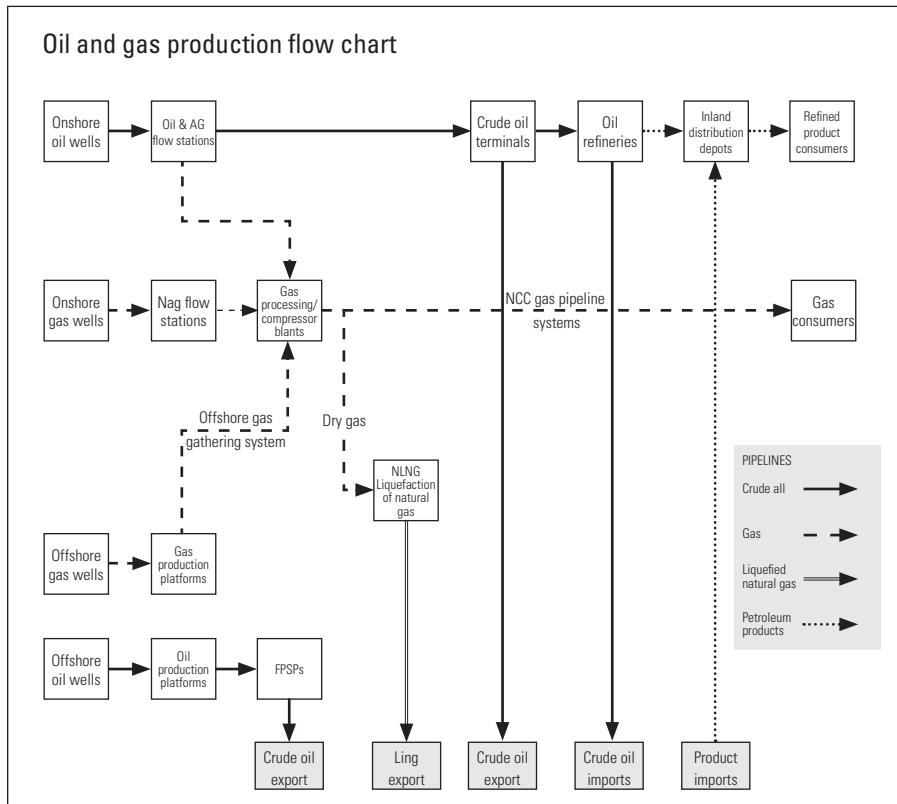 Oil and gas production flow chart
Onshore
oil wells
Oil & AG
flow stations
Crude oil
terminals
Oil
refineries
Inland
distribution
depots
Refined
product
consumers
Onshore
gas wells
Nag flow
stations
Gas
processing/
compressor
blants
NCC gas pipeline
systems
Gas
consumers
Offshore gas
gathering system
Dry gas
NLNG
Liquefaction
of natural
gas
PIPELINES
Crude all
Gas
Liquefied
natural gas
Petroleum
products
Offshore
gas wells
Gas
production
platforms
Offshore
oil wells
Oil
production
platforms
FPSPs
Crude oil
export
Ling
export
Crude oil
export
Crude oil
imports
Product
imports